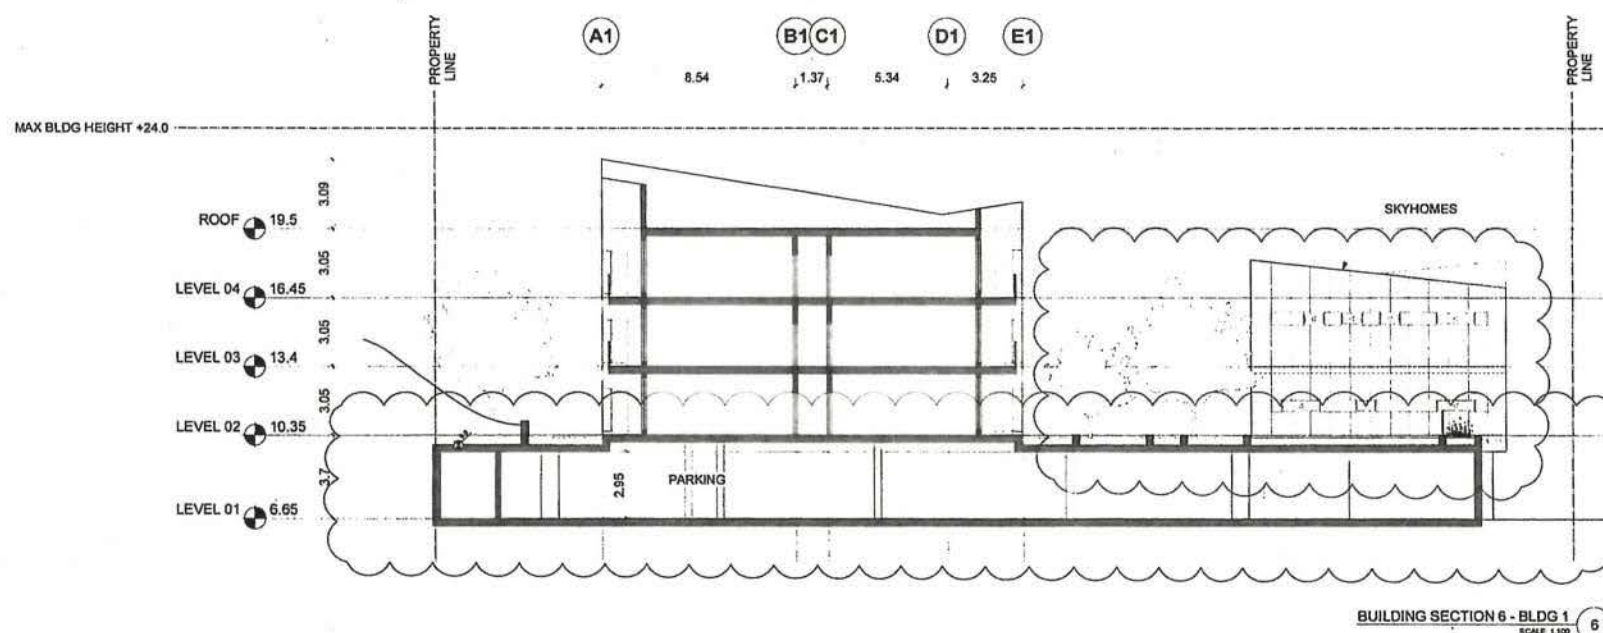 PROPERTY LINE
A1
B1
C1
D1
E1
PROPERTY LINE
8.54
1.37
5.34
3.25
MAX BLDG HEIGHT +24.0
3.09
ROOF 19.5
SKYHOMES
3.05
LEVEL 04 16.45
3.05
LEVEL 03 13.4
3.05
LEVEL 02 10.35
3.7
2.95
PARKING
LEVEL 01 6.65
BUILDING SECTION 6 - BLDG 1
6
SCALE 1:100